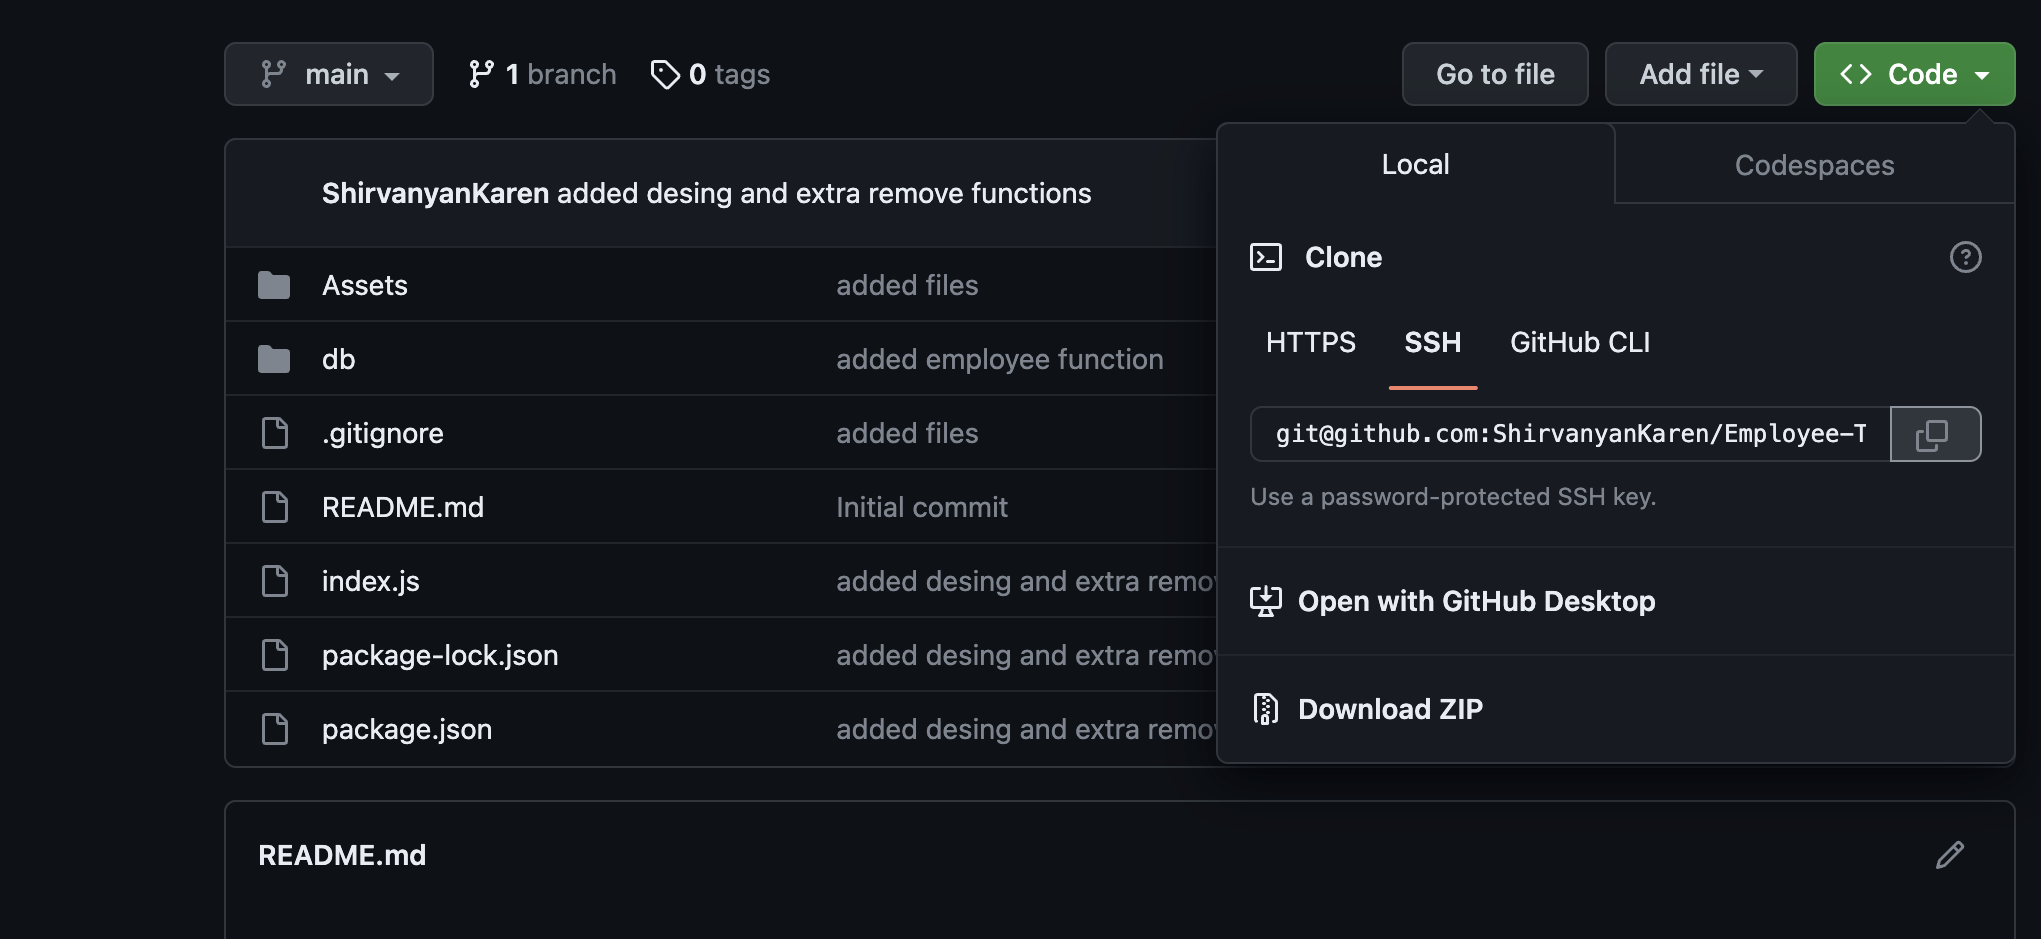 main
1 branch
0 tags
Go to file
Add file
Code
ShirvanyanKaren added desing and extra remove functions
Assets added files
db added employee function
.gitignore added files
README.md Initial commit
index.js added desing and extra remov
package-lock.json added desing and extra remov
package.json added desing and extra remov
Local
Codespaces
Clone
HTTPS
SSH
GitHub CLI
git@github.com:ShirvanyanKaren/Employee-T
Use a password-protected SSH key.
Open with GitHub Desktop
Download ZIP
README.md